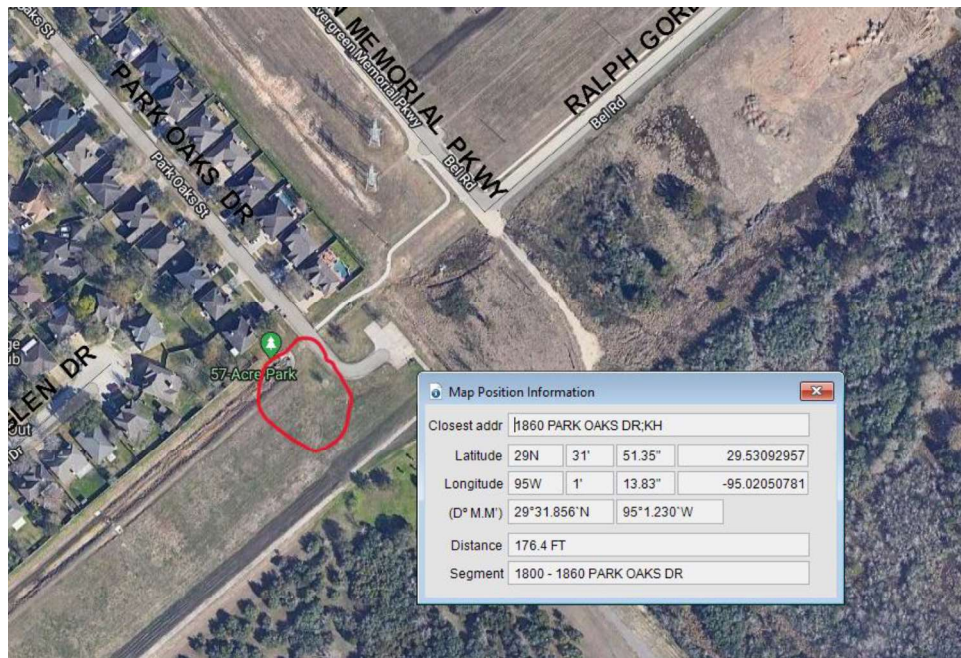 Oaks St
PARK OAKS DR
Park Oaks St
N MEMORIAL PKWY
Evergreen Memorial Pkwy
Bel Rd
RALPH GOR
Bel Rd
57-Acre Park
GLEN DR
Out
Dr
Map Position Information
Closest addr 1860 PARK OAKS DR;KH
Latitude 29N 31' 51.35" 29.53092957
Longitude 95W 1' 13.83" -95.02050781
(D° M.M') 29°31.856`N 95°1.230`W
Distance 176.4 FT
Segment 1800 - 1860 PARK OAKS DR